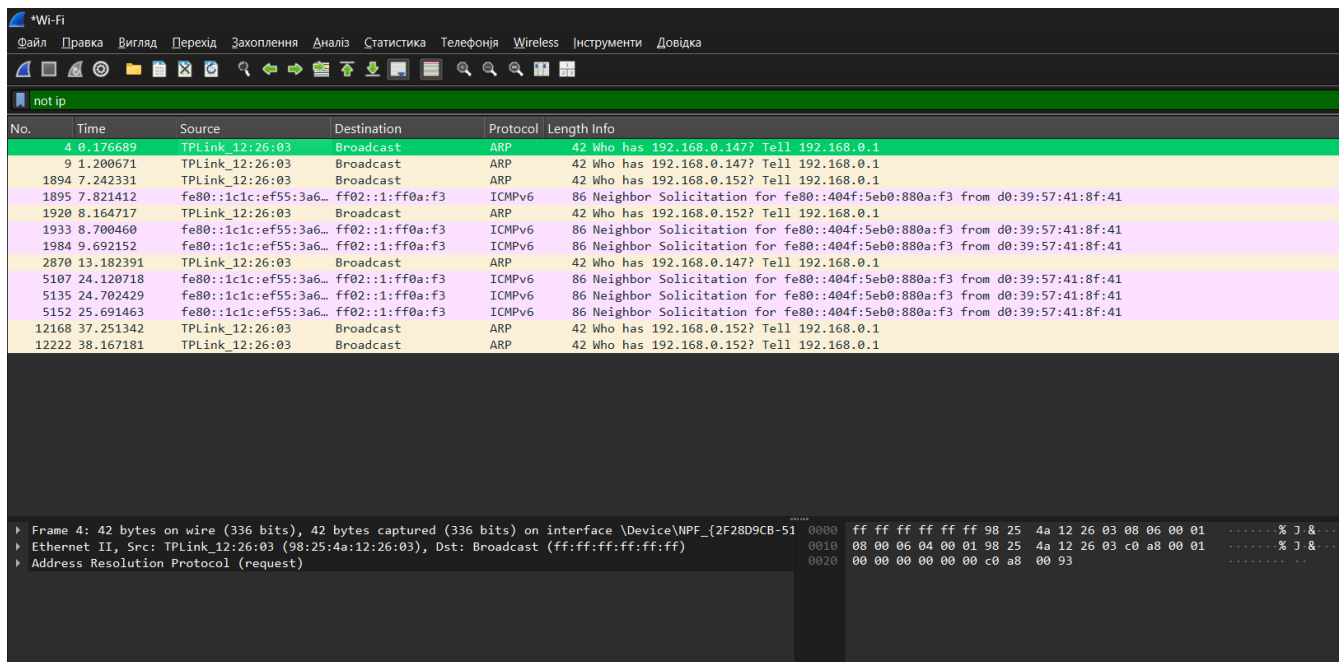 *Wi-Fi
Файл Правка Вигляд Перехід Захоплення Аналіз Статистика Телефонія Wireless Інструменти Довідка
not ip
No. Time Source Destination Protocol Length Info
4 0.176689 TPLink_12:26:03 Broadcast ARP 42 Who has 192.168.0.147? Tell 192.168.0.1
9 1.200671 TPLink_12:26:03 Broadcast ARP 42 Who has 192.168.0.147? Tell 192.168.0.1
1894 7.242331 TPLink_12:26:03 Broadcast ARP 42 Who has 192.168.0.152? Tell 192.168.0.1
1895 7.821412 fe80::1c1c:ef55:3a6… ff02::1:ff0a:f3 ICMPv6 86 Neighbor Solicitation for fe80::404f:5eb0:880a:f3 from d0:39:57:41:8f:41
1920 8.164717 TPLink_12:26:03 Broadcast ARP 42 Who has 192.168.0.152? Tell 192.168.0.1
1933 8.700460 fe80::1c1c:ef55:3a6… ff02::1:ff0a:f3 ICMPv6 86 Neighbor Solicitation for fe80::404f:5eb0:880a:f3 from d0:39:57:41:8f:41
1984 9.692152 fe80::1c1c:ef55:3a6… ff02::1:ff0a:f3 ICMPv6 86 Neighbor Solicitation for fe80::404f:5eb0:880a:f3 from d0:39:57:41:8f:41
2870 13.182391 TPLink_12:26:03 Broadcast ARP 42 Who has 192.168.0.147? Tell 192.168.0.1
5107 24.120718 fe80::1c1c:ef55:3a6… ff02::1:ff0a:f3 ICMPv6 86 Neighbor Solicitation for fe80::404f:5eb0:880a:f3 from d0:39:57:41:8f:41
5135 24.702429 fe80::1c1c:ef55:3a6… ff02::1:ff0a:f3 ICMPv6 86 Neighbor Solicitation for fe80::404f:5eb0:880a:f3 from d0:39:57:41:8f:41
5152 25.691463 fe80::1c1c:ef55:3a6… ff02::1:ff0a:f3 ICMPv6 86 Neighbor Solicitation for fe80::404f:5eb0:880a:f3 from d0:39:57:41:8f:41
12168 37.251342 TPLink_12:26:03 Broadcast ARP 42 Who has 192.168.0.152? Tell 192.168.0.1
12222 38.167181 TPLink_12:26:03 Broadcast ARP 42 Who has 192.168.0.152? Tell 192.168.0.1
Frame 4: 42 bytes on wire (336 bits), 42 bytes captured (336 bits) on interface \Device\NPF_{2F28D9CB-51
Ethernet II, Src: TPLink_12:26:03 (98:25:4a:12:26:03), Dst: Broadcast (ff:ff:ff:ff:ff:ff)
Address Resolution Protocol (request)
0000 ff ff ff ff ff ff 98 25 4a 12 26 03 08 06 00 01 ·······% J·&·····
0010 08 00 06 04 00 01 98 25 4a 12 26 03 c0 a8 00 01 ·······% J·&·····
0020 00 00 00 00 00 00 c0 a8 00 93 ········ ··